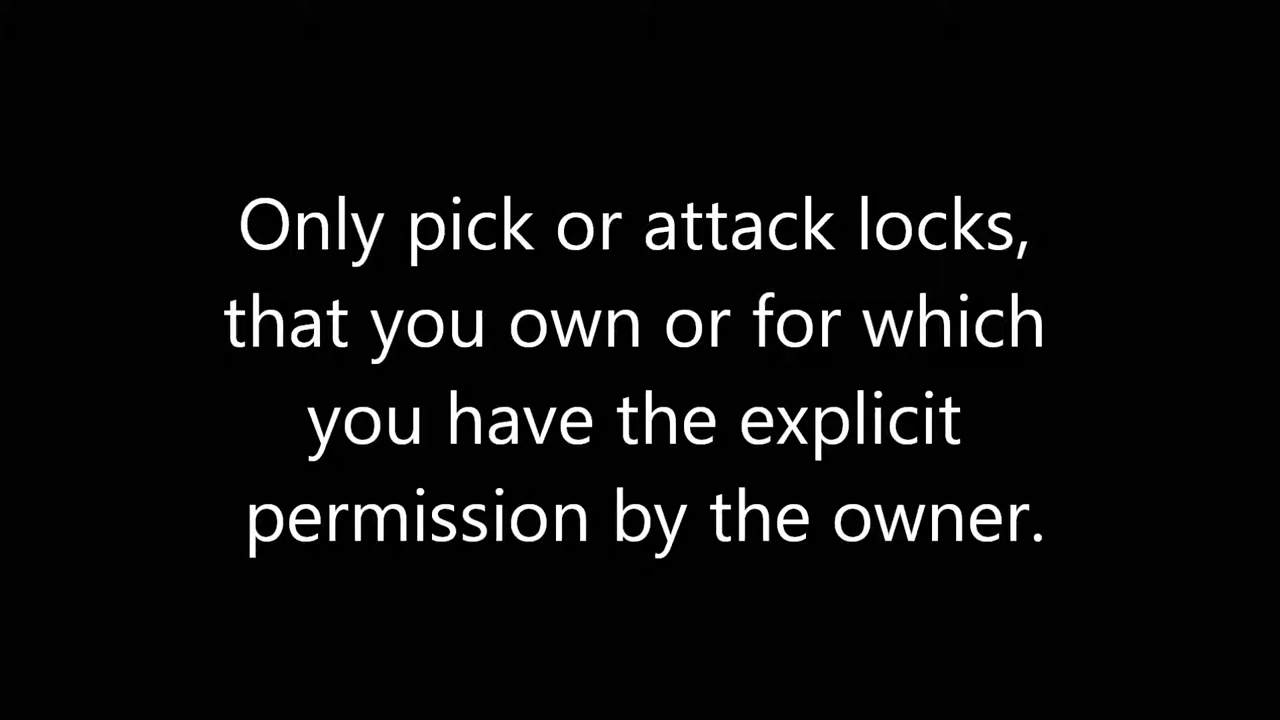 Only pick or attack locks,
that you own or for which
you have the explicit
permission by the owner.